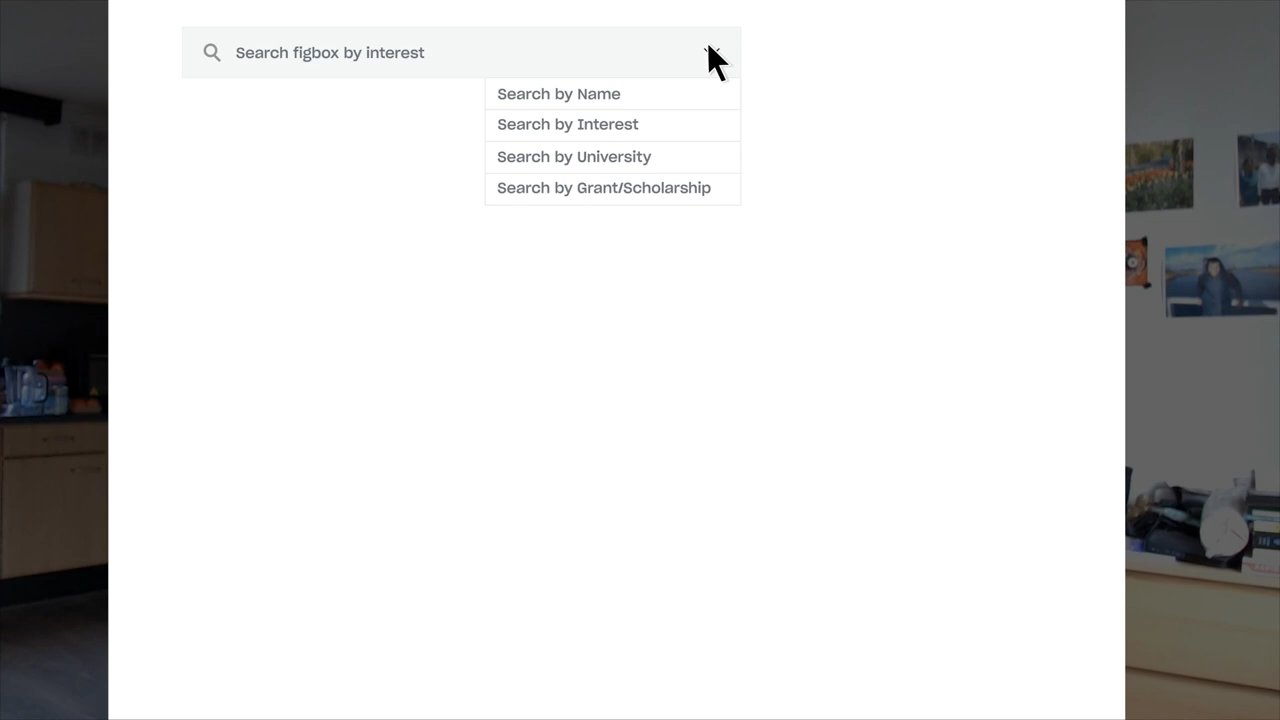 Search figbox by interest
Search by Name
Search by Interest
Search by University
Search by Grant/Scholarship